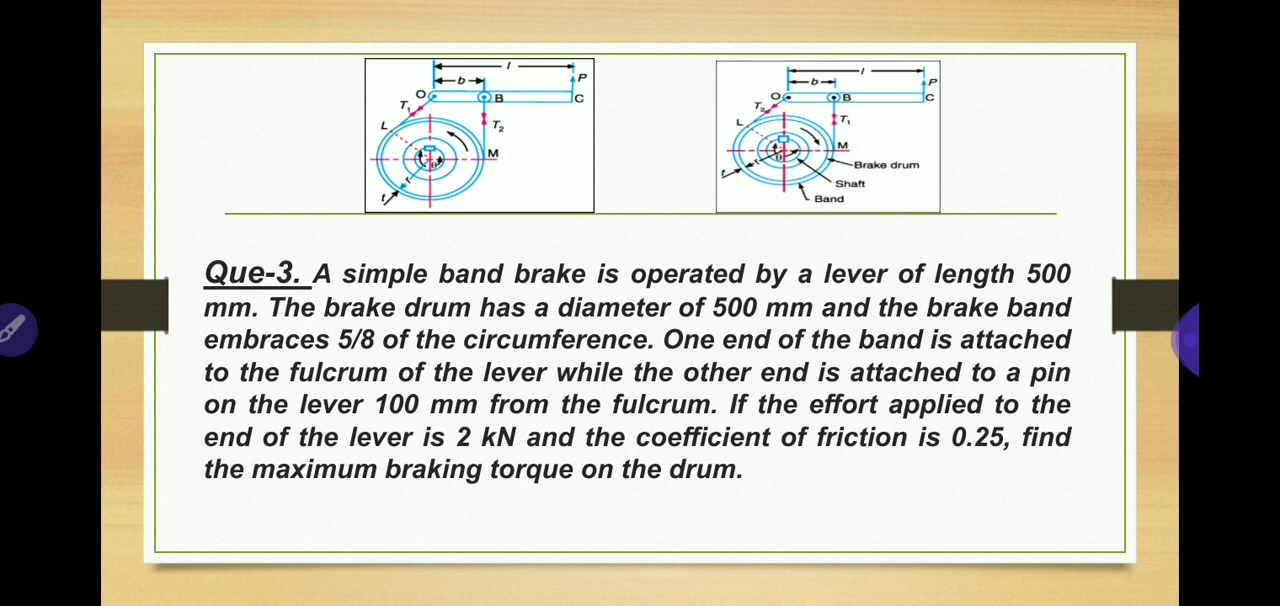 l
b
P
O
B
C
T1
T2
L
M
θ
r
t
l
b
P
O
B
C
T2
T1
L
M
θ
r
t
Brake drum
Shaft
Band
Que-3. A simple band brake is operated by a lever of length 500
mm. The brake drum has a diameter of 500 mm and the brake band
embraces 5/8 of the circumference. One end of the band is attached
to the fulcrum of the lever while the other end is attached to a pin
on the lever 100 mm from the fulcrum. If the effort applied to the
end of the lever is 2 kN and the coefficient of friction is 0.25, find
the maximum braking torque on the drum.